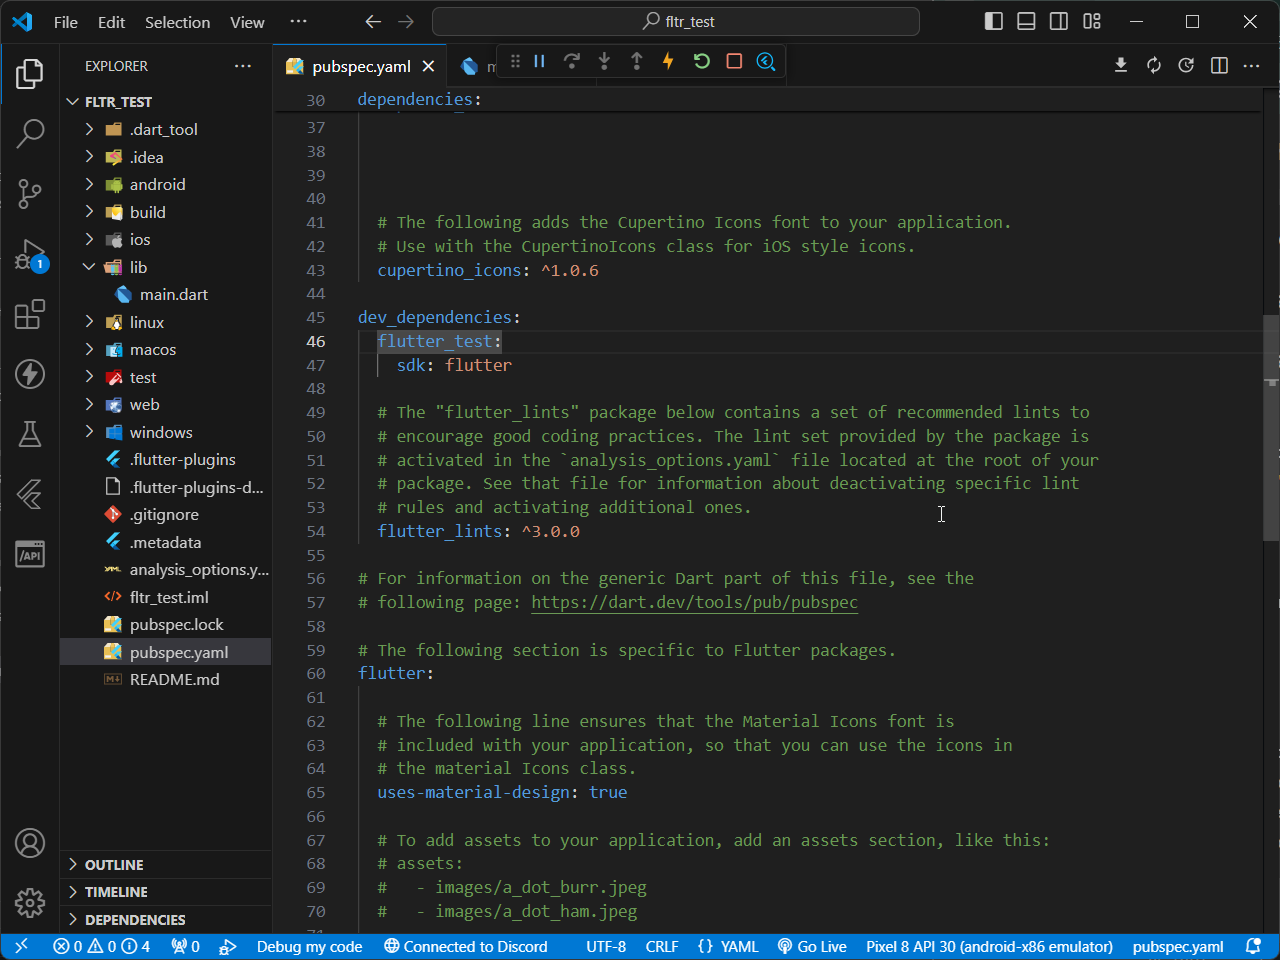 File Edit Selection View ··· fltr_test
EXPLORER ···
FLTR_TEST
.dart_tool
.idea
android
build
ios
lib
main.dart
linux
macos
test
web
windows
.flutter-plugins
.flutter-plugins-d...
.gitignore
.metadata
analysis_options.y...
fltr_test.iml
pubspec.lock
pubspec.yaml
README.md
OUTLINE
TIMELINE
DEPENDENCIES
1
pubspec.yaml
30 dependencies:
37
38
39
40
41 # The following adds the Cupertino Icons font to your application.
42 # Use with the CupertinoIcons class for iOS style icons.
43 cupertino_icons: ^1.0.6
44
45 dev_dependencies:
46 flutter_test:
47 sdk: flutter
48
49 # The "flutter_lints" package below contains a set of recommended lints to
50 # encourage good coding practices. The lint set provided by the package is
51 # activated in the `analysis_options.yaml` file located at the root of your
52 # package. See that file for information about deactivating specific lint
53 # rules and activating additional ones.
54 flutter_lints: ^3.0.0
55
56 # For information on the generic Dart part of this file, see the
57 # following page: https://dart.dev/tools/pub/pubspec
58
59 # The following section is specific to Flutter packages.
60 flutter:
61
62 # The following line ensures that the Material Icons font is
63 # included with your application, so that you can use the icons in
64 # the material Icons class.
65 uses-material-design: true
66
67 # To add assets to your application, add an assets section, like this:
68 # assets:
69 #   - images/a_dot_burr.jpeg
70 #   - images/a_dot_ham.jpeg
0 0 4 0 Debug my code Connected to Discord UTF-8 CRLF {} YAML Go Live Pixel 8 API 30 (android-x86 emulator) pubspec.yaml